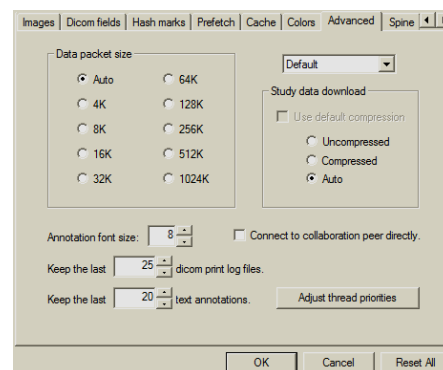 Images Dicom fields Hash marks Prefetch Cache Colors Advanced Spine
Data packet size
Auto 64K
4K 128K
8K 256K
16K 512K
32K 1024K
Default
Study data download
Use default compression
Uncompressed
Compressed
Auto
Annotation font size: 8
Connect to collaboration peer directly.
Keep the last 25 dicom print log files.
Keep the last 20 text annotations.
Adjust thread priorities
OK Cancel Reset All